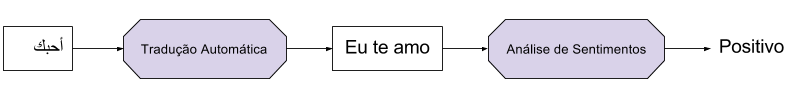 أحبك
Tradução Automática
Eu te amo
Análise de Sentimentos
Positivo